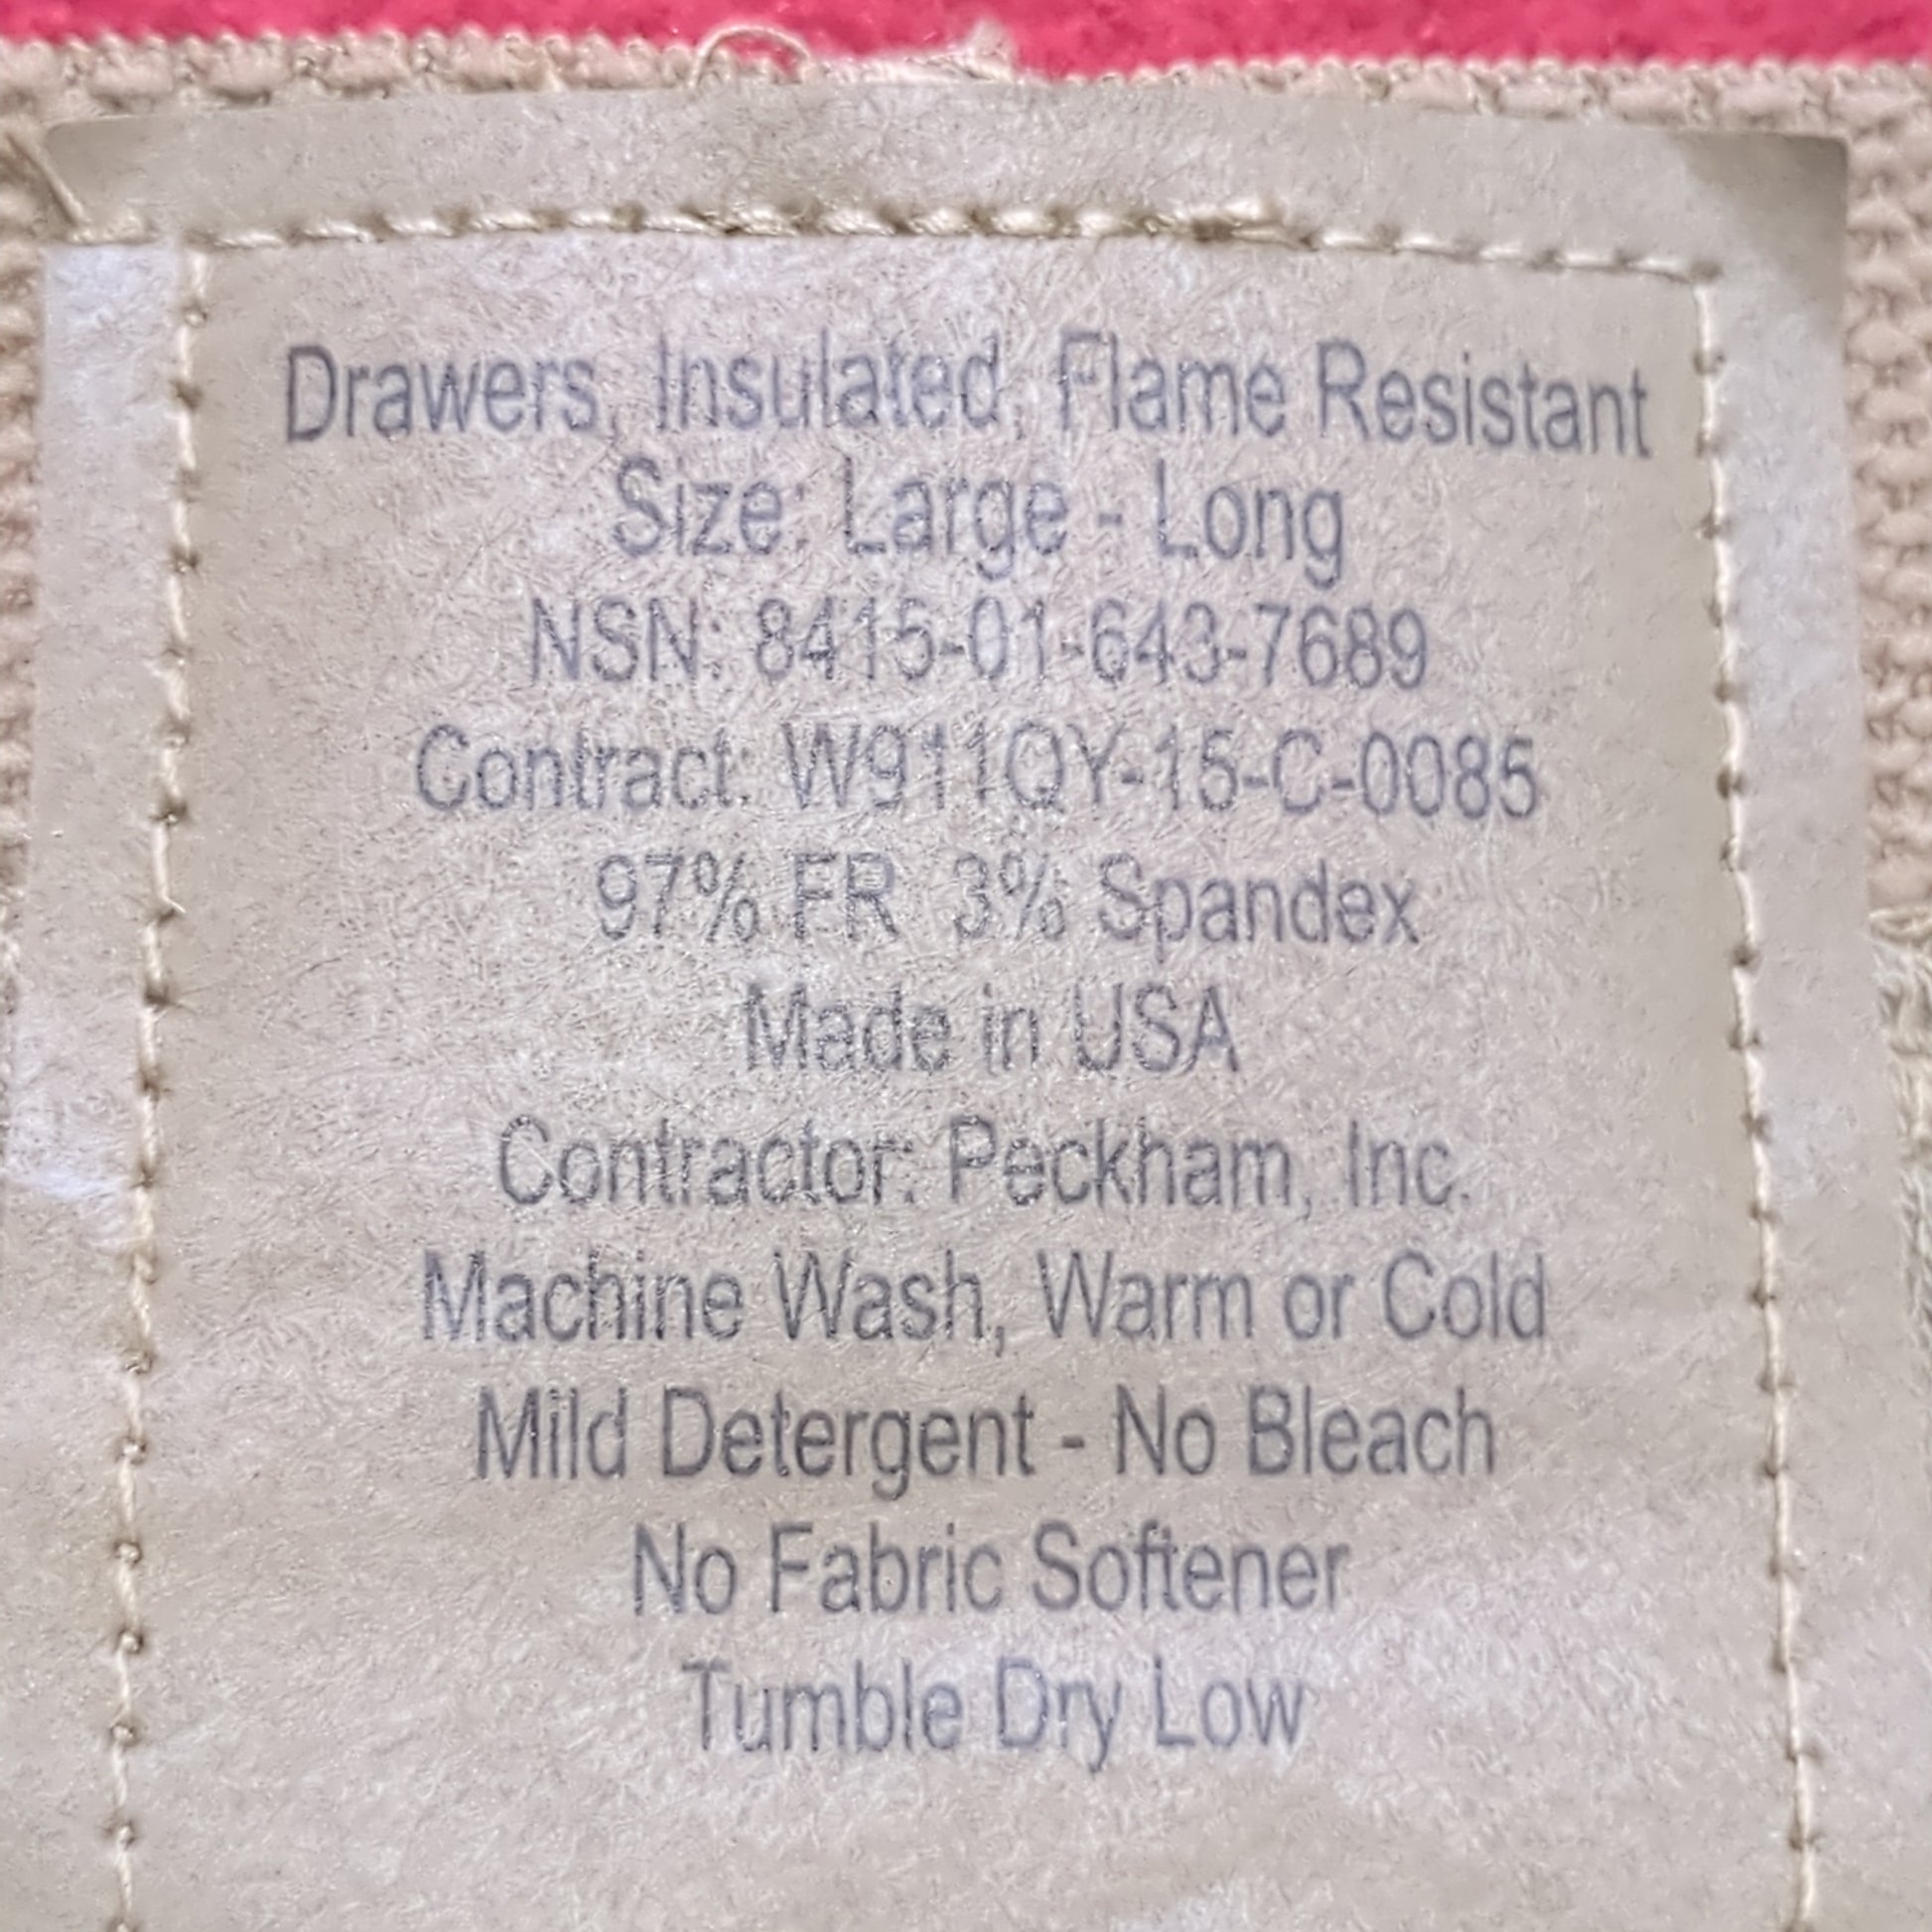 Drawers, Insulated, Flame Resistant
Size: Large - Long
NSN: 8415-01-643-7689
Contract: W911QY-15-C-0085
97% FR 3% Spandex
Made in USA
Contractor: Peckham, Inc.
Machine Wash, Warm or Cold
Mild Detergent - No Bleach
No Fabric Softener
Tumble Dry Low